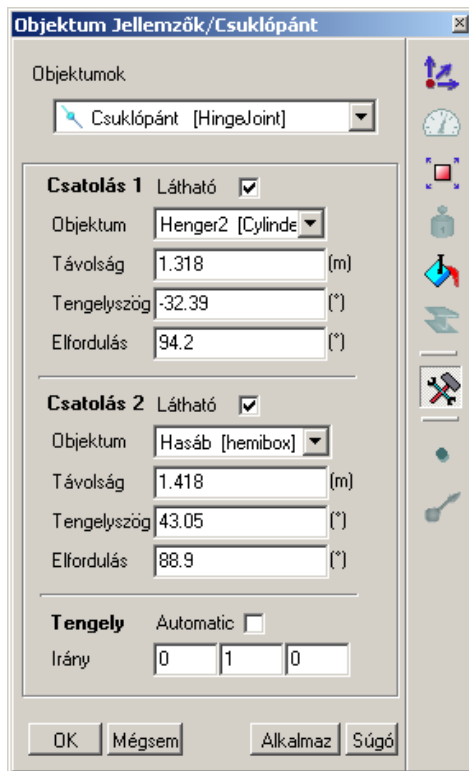 Objektum Jellemzők/Csuklópánt
Objektumok
Csuklópánt [HingeJoint]
Csatolás 1 Látható
Objektum Henger2 [Cylinde
Távolság 1.318 (m)
Tengelyszög -32.39 (°)
Elfordulás 94.2 (°)
Csatolás 2 Látható
Objektum Hasáb [hemibox]
Távolság 1.418 (m)
Tengelyszög 43.05 (°)
Elfordulás 88.9 (°)
Tengely Automatic
Irány 0 1 0
OK Mégsem Alkalmaz Súgó